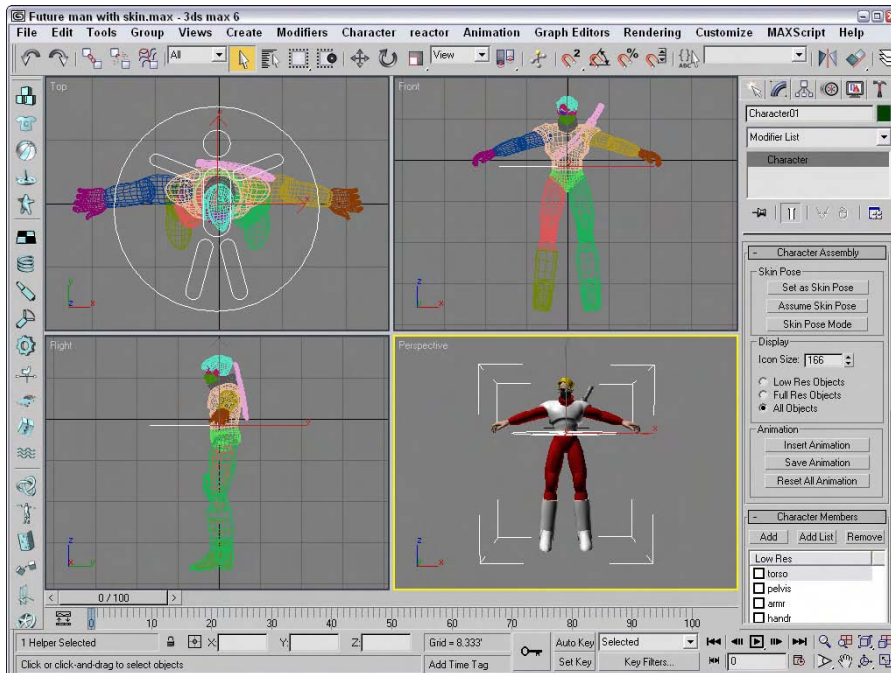 Future man with skin.max - 3ds max 6
File Edit Tools Group Views Create Modifiers Character reactor Animation Graph Editors Rendering Customize MAXScript Help
All
View
Top
Front
Character01
Modifier List
Character
Character Assembly
Skin Pose
Set as Skin Pose
Assume Skin Pose
Skin Pose Mode
Right
Perspective
Display
Icon Size: 166
Low Res Objects
Full Res Objects
All Objects
Animation
Insert Animation
Save Animation
Reset All Animation
Character Members
Add Add List Remove
Low Res
torso
pelvis
armr
handr
0 / 100
0 10 20 30 40 50 60 70 80 90 100
1 Helper Selected X: Y: Z: Grid = 8.333' Auto Key Selected
Click or click-and-drag to select objects Add Time Tag Set Key Key Filters... 0